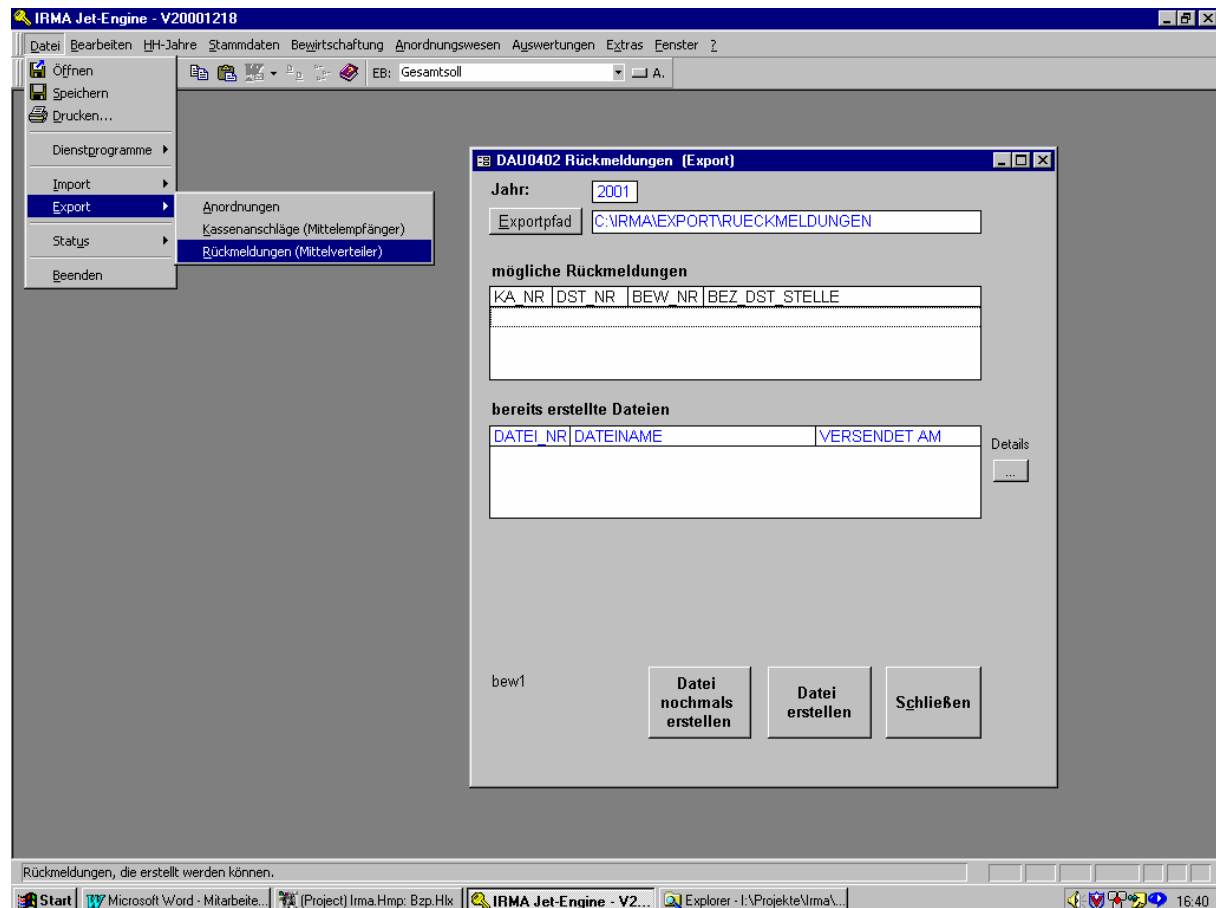 IRMA Jet-Engine - V20001218
Datei Bearbeiten HH-Jahre Stammdaten Bewirtschaftung Anordnungswesen Auswertungen Extras Fenster ?
EB: Gesamtsoll A.
Öffnen
Speichern
Drucken...
Dienstprogramme
Import
Export
Status
Beenden
Anordnungen
Kassenanschläge (Mittelempfänger)
Rückmeldungen (Mittelverteiler)
DAU0402 Rückmeldungen (Export)
Jahr: 2001
Exportpfad C:\IRMA\EXPORT\RUECKMELDUNGEN
mögliche Rückmeldungen
KA_NR DST_NR BEW_NR BEZ_DST_STELLE
bereits erstellte Dateien
DATEI_NR DATEINAME VERSENDET AM
Details
...
bew1
Datei nochmals erstellen
Datei erstellen
Schließen
Rückmeldungen, die erstellt werden können.
Start Microsoft Word - Mitarbeite... (Project) Irma.Hmp: Bzp.Hlx IRMA Jet-Engine - V2... Explorer - I:\Projekte\Irma\... 16:40